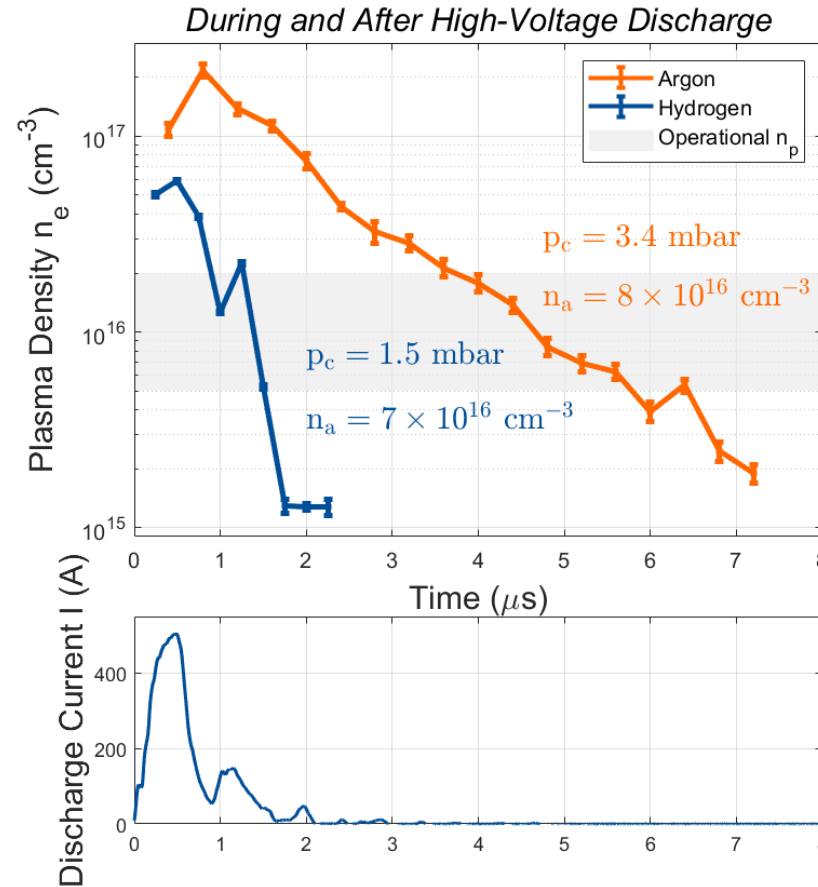 During and After High-Voltage Discharge
Plasma Density n_e (cm^-3)
10^17
10^16
10^15
Argon
Hydrogen
Operational n_p
p_c = 3.4 mbar
n_a = 8 × 10^16 cm^−3
p_c = 1.5 mbar
n_a = 7 × 10^16 cm^−3
0 1 2 3 4 5 6 7 8
Time (μs)
Discharge Current I (A)
400
200
0
0 1 2 3 4 5 6 7 8